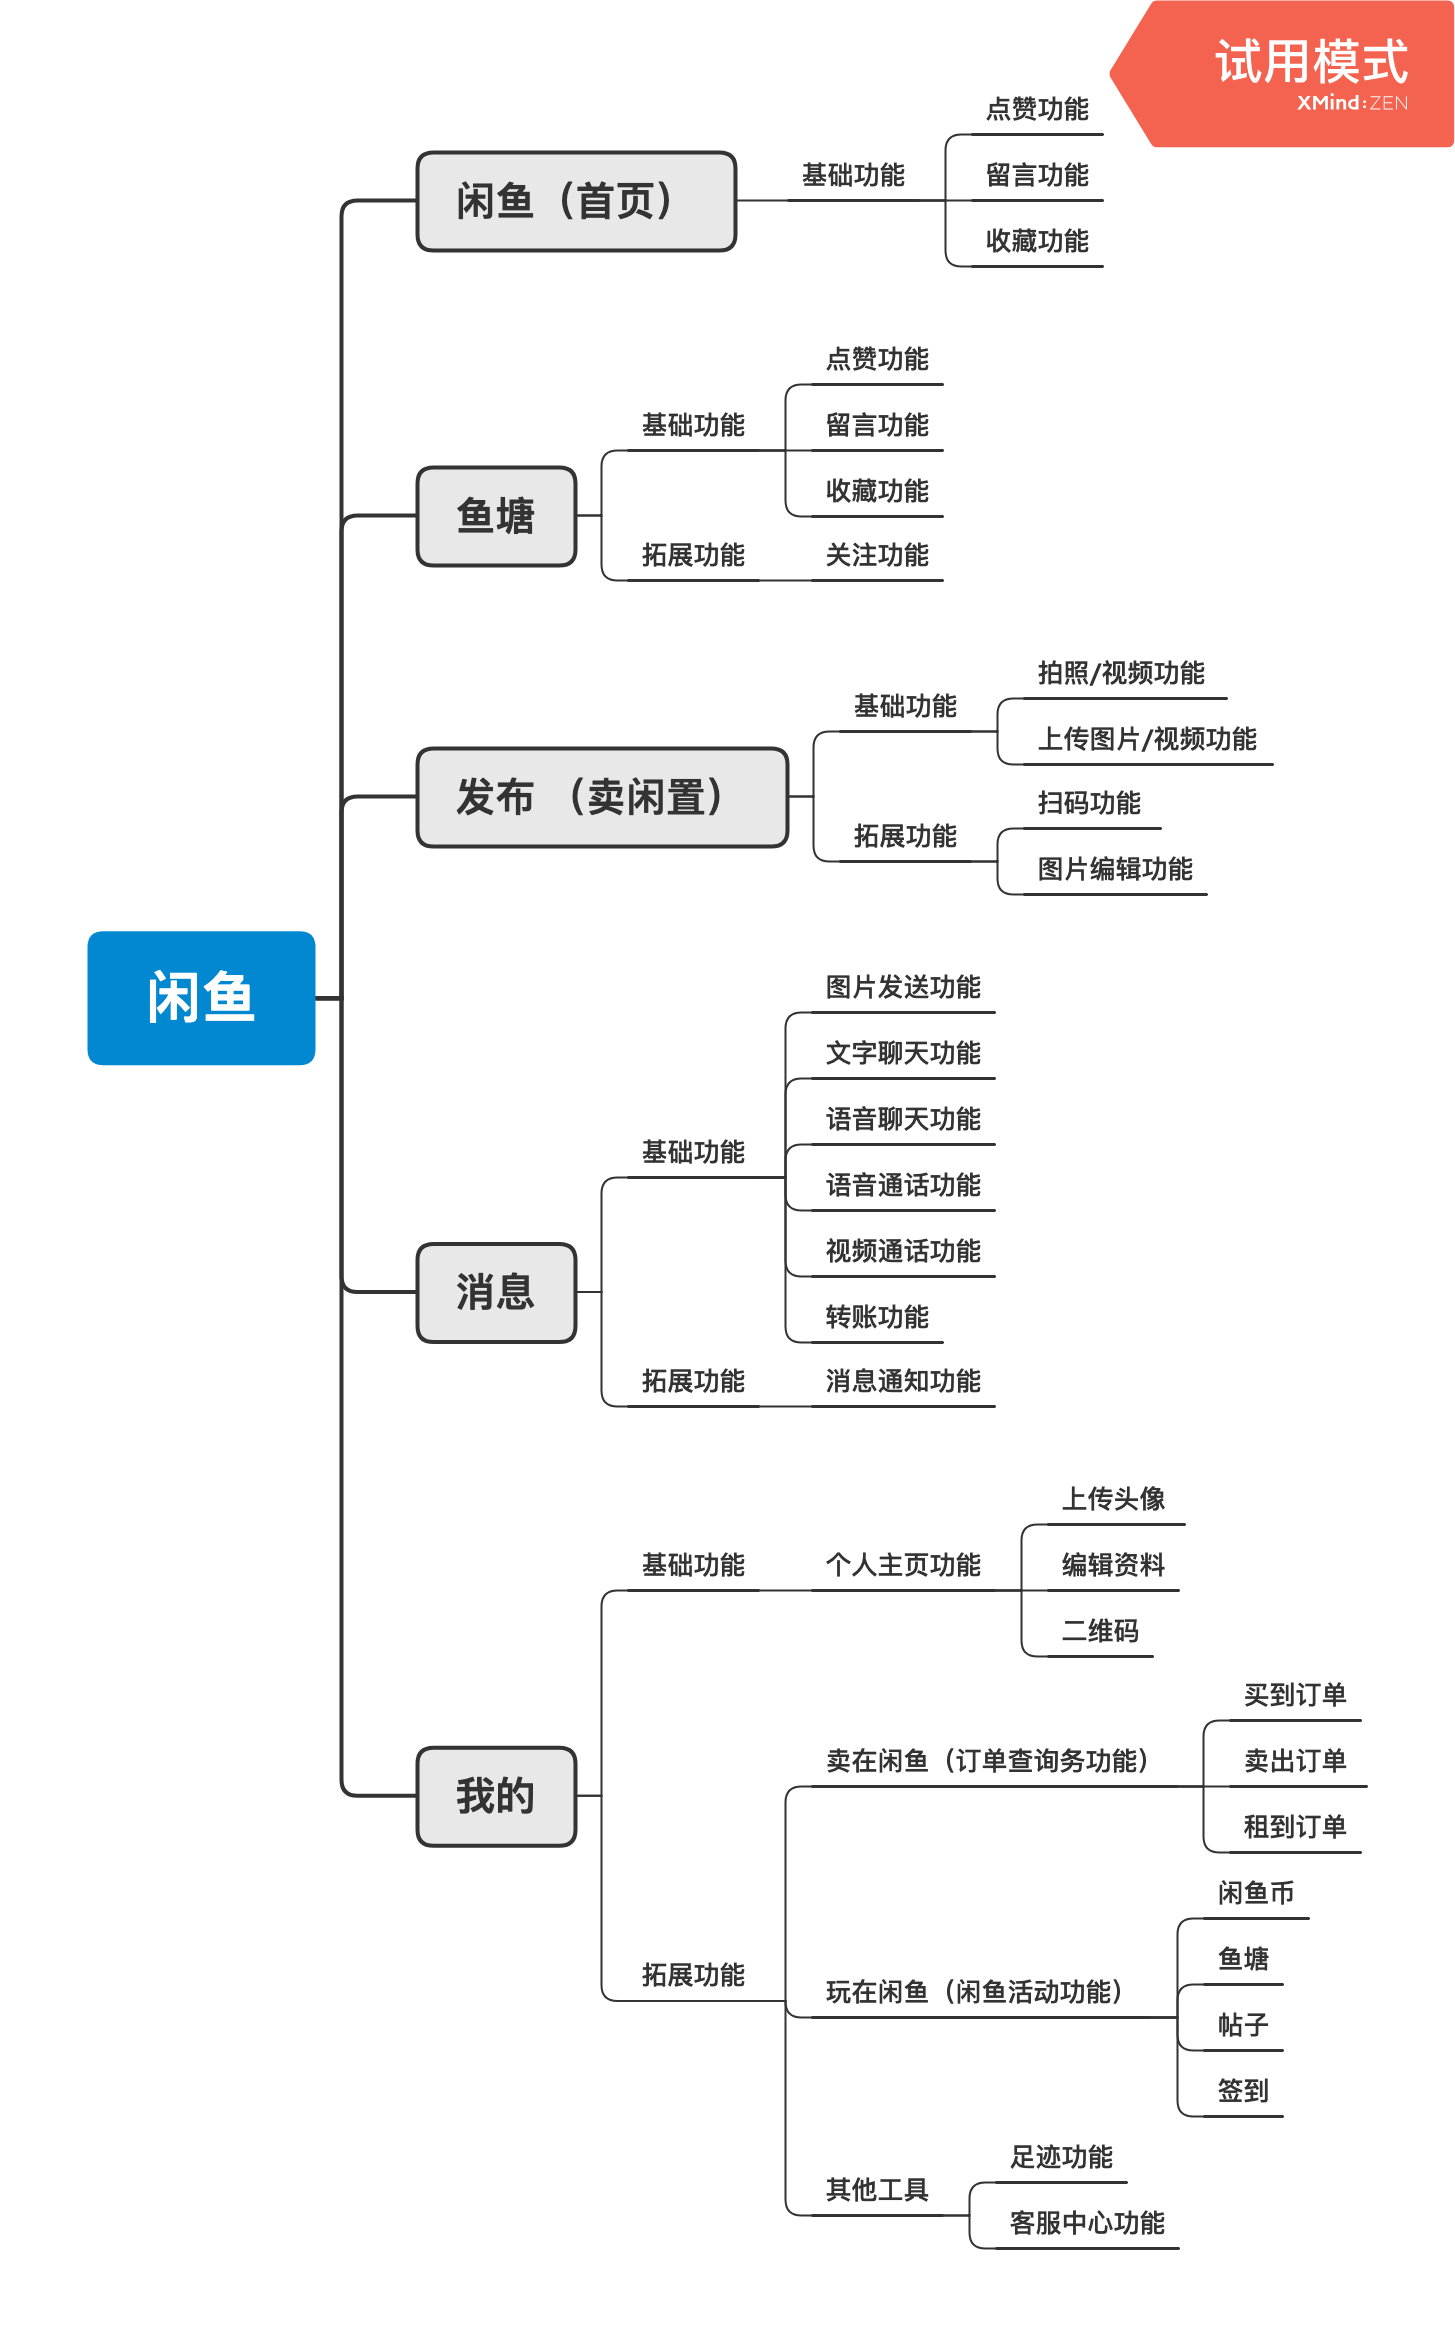 试用模式
XMind:ZEN
闲鱼
闲鱼（首页）
基础功能
点赞功能
留言功能
收藏功能
鱼塘
基础功能
点赞功能
留言功能
收藏功能
拓展功能
关注功能
发布 （卖闲置）
基础功能
拍照/视频功能
上传图片/视频功能
拓展功能
扫码功能
图片编辑功能
消息
基础功能
图片发送功能
文字聊天功能
语音聊天功能
语音通话功能
视频通话功能
转账功能
拓展功能
消息通知功能
我的
基础功能
个人主页功能
上传头像
编辑资料
二维码
拓展功能
卖在闲鱼（订单查询务功能）
买到订单
卖出订单
租到订单
玩在闲鱼（闲鱼活动功能）
闲鱼币
鱼塘
帖子
签到
其他工具
足迹功能
客服中心功能